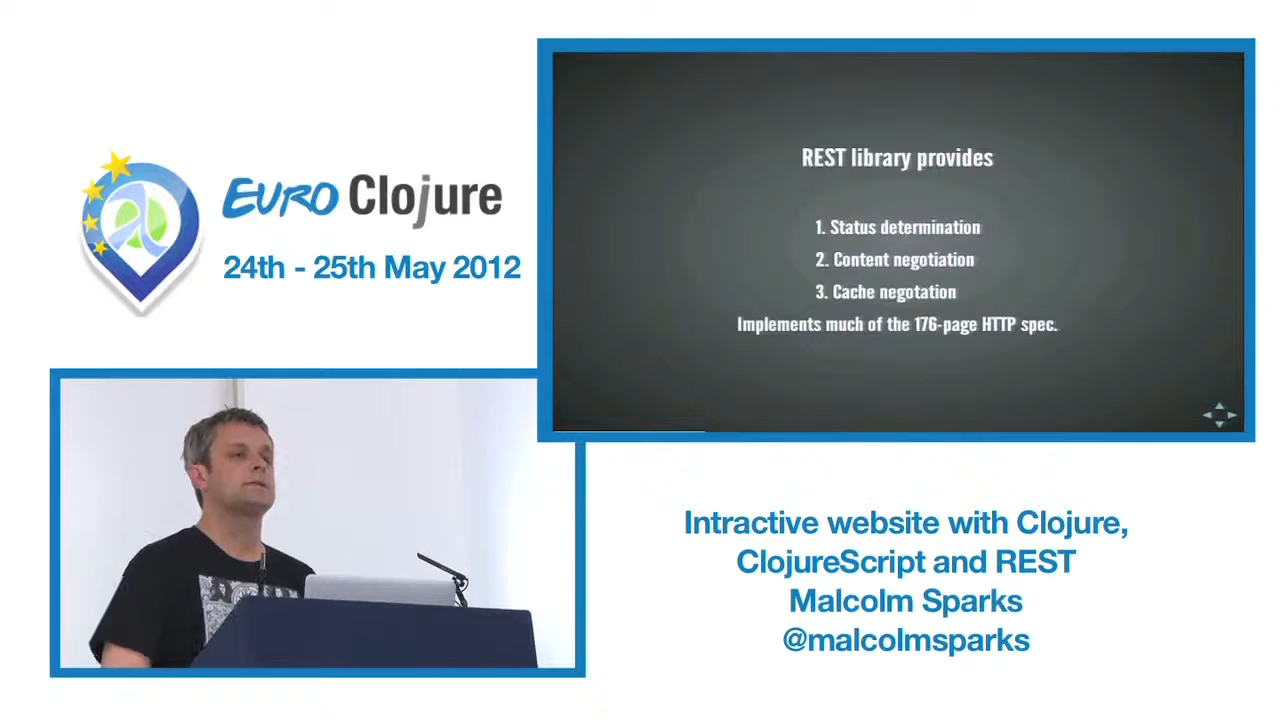 EURO Clojure
24th - 25th May 2012
REST library provides
1. Status determination
2. Content negotiation
3. Cache negotation
Implements much of the 176-page HTTP spec.
Intractive website with Clojure,
ClojureScript and REST
Malcolm Sparks
@malcolmsparks